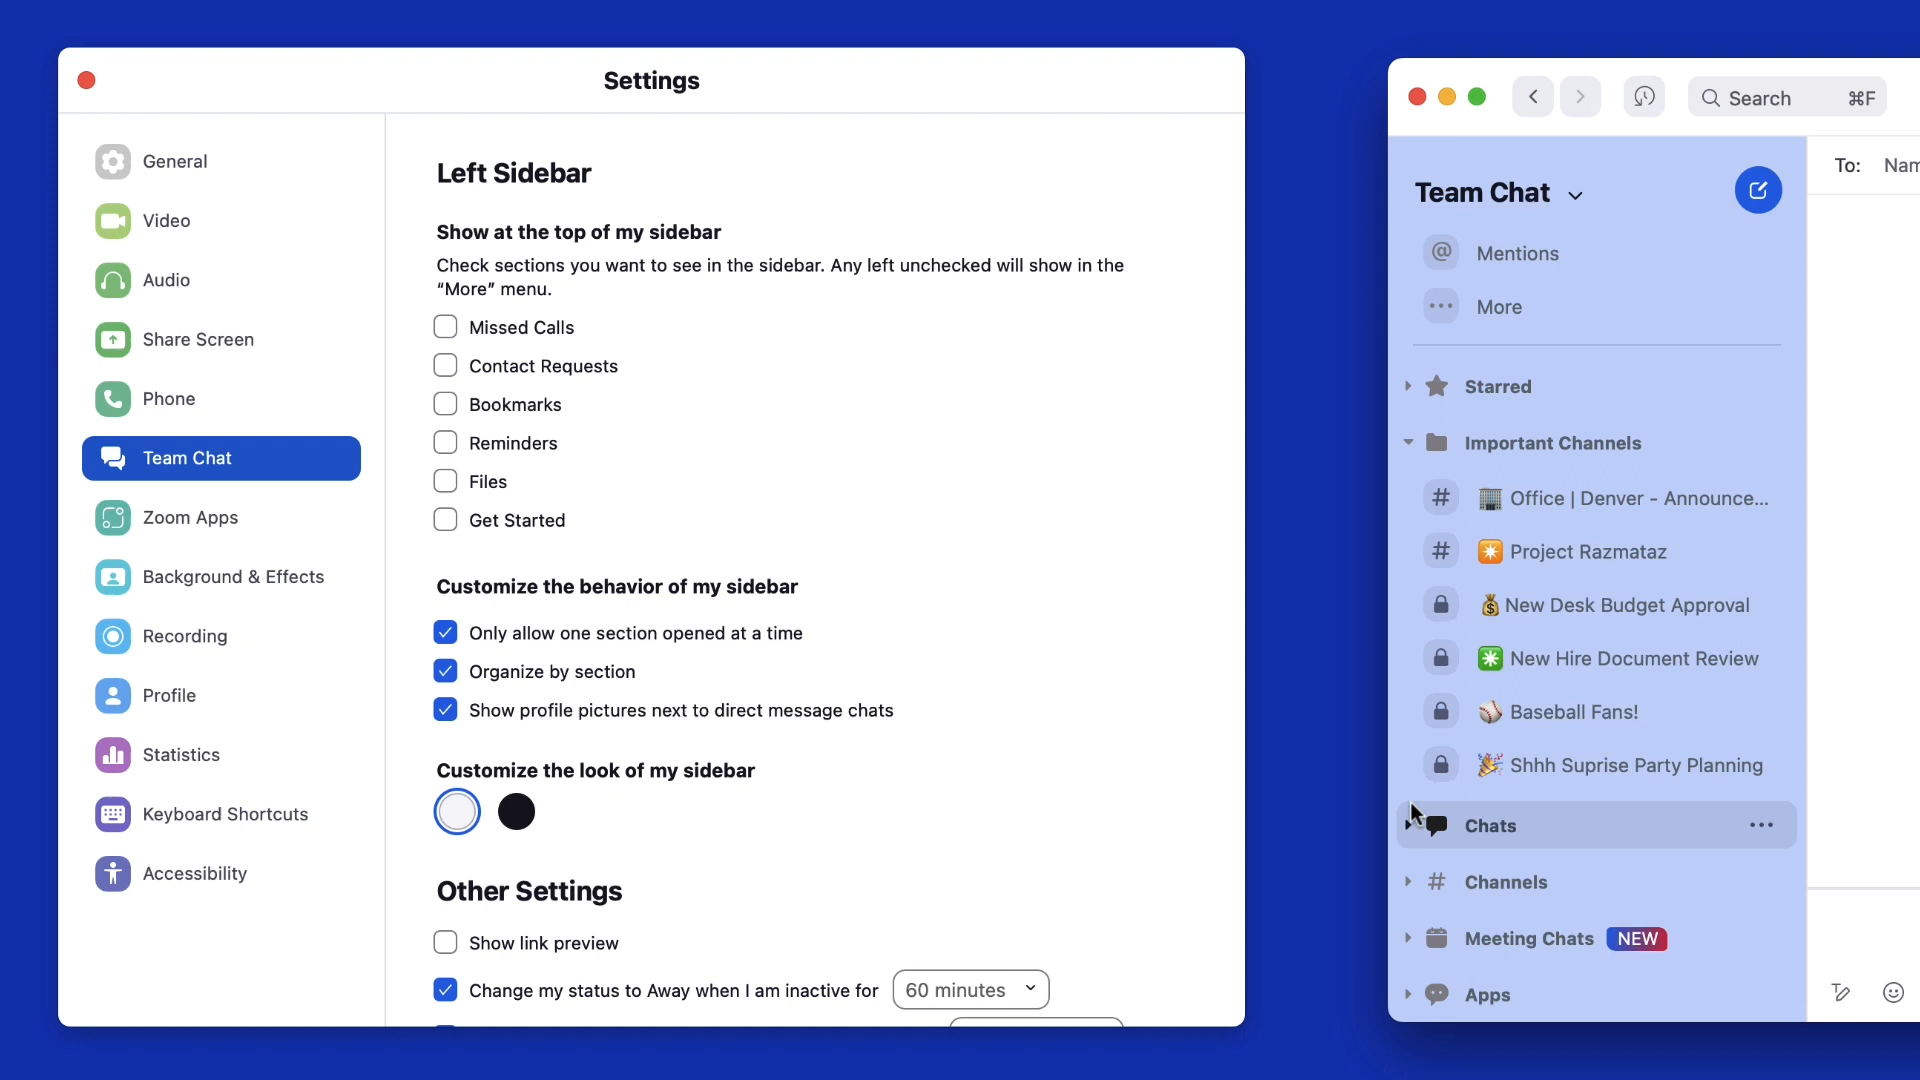 Settings
General
Video
Audio
Share Screen
Phone
Team Chat
Zoom Apps
Background & Effects
Recording
Profile
Statistics
Keyboard Shortcuts
Accessibility
Left Sidebar
Show at the top of my sidebar
Check sections you want to see in the sidebar. Any left unchecked will show in the
“More” menu.
Missed Calls
Contact Requests
Bookmarks
Reminders
Files
Get Started
Customize the behavior of my sidebar
Only allow one section opened at a time
Organize by section
Show profile pictures next to direct message chats
Customize the look of my sidebar
Other Settings
Show link preview
Change my status to Away when I am inactive for 60 minutes
Search ⌘F
Team Chat
To: Nam
@ Mentions
More
Starred
Important Channels
# 🏢 Office | Denver - Announce...
# ✴️ Project Razmataz
💰 New Desk Budget Approval
✳️ New Hire Document Review
⚾ Baseball Fans!
🎉 Shhh Suprise Party Planning
Chats ...
# Channels
Meeting Chats NEW
Apps